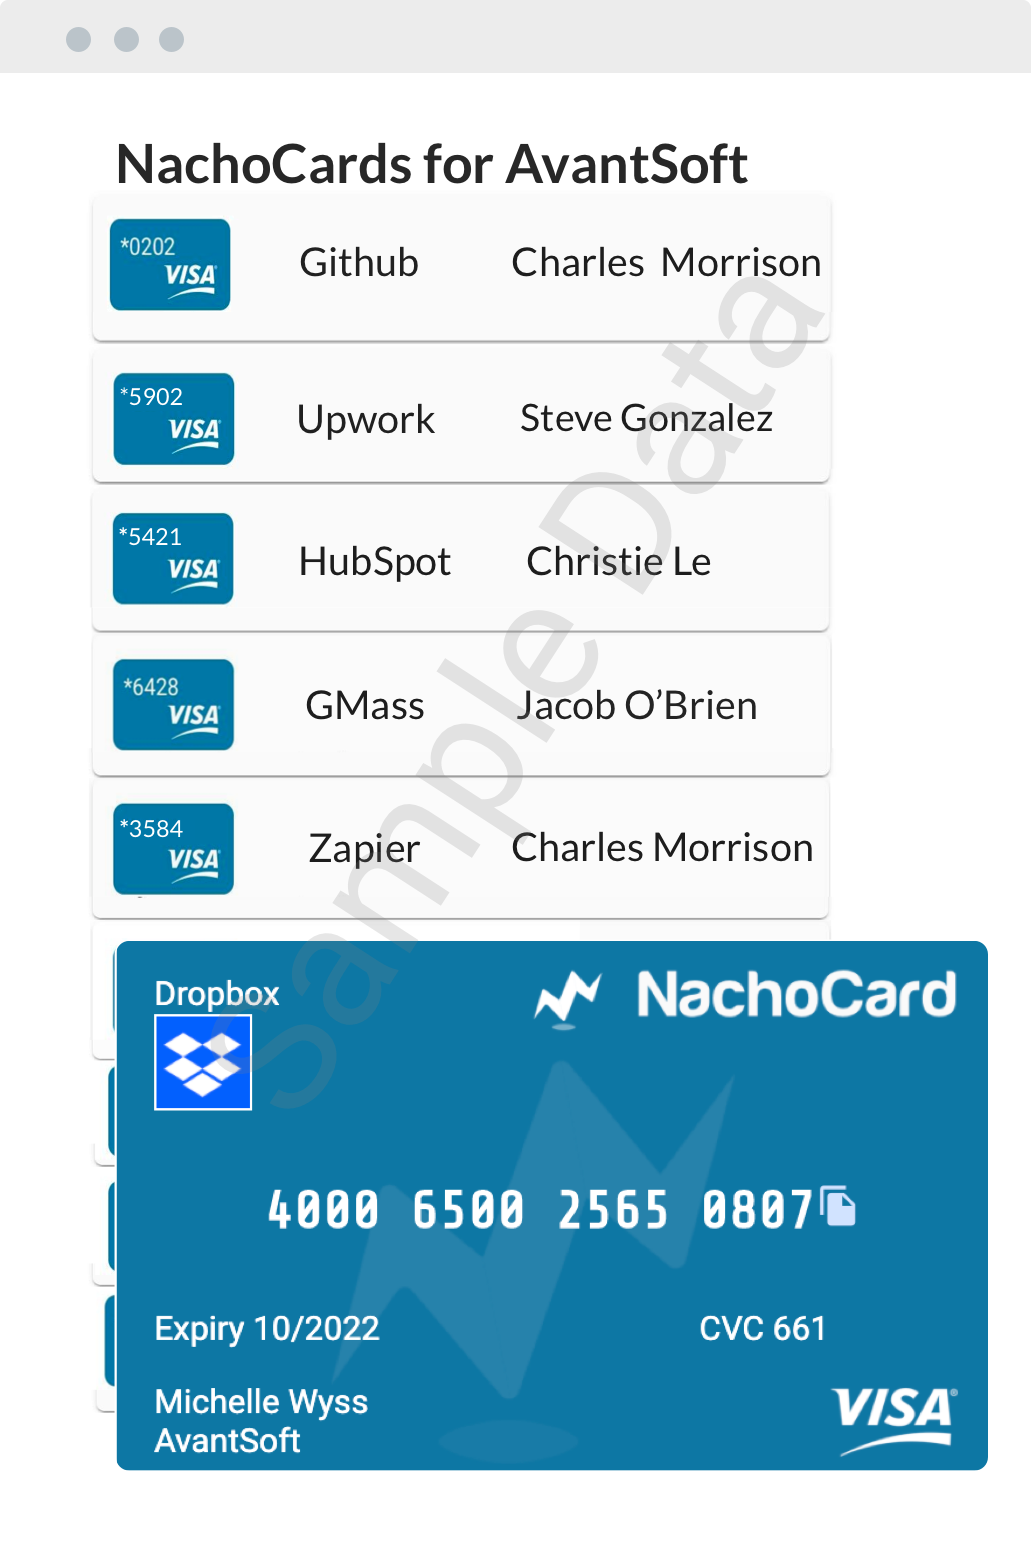 NachoCards for AvantSoft
*0202 VISA Github Charles Morrison
*5902 VISA Upwork Steve Gonzalez
*5421 VISA HubSpot Christie Le
*6428 VISA GMass Jacob O’Brien
*3584 VISA Zapier Charles Morrison
Sample Data
Dropbox NachoCard
4000 6500 2565 0807
Expiry 10/2022 CVC 661
Michelle Wyss
AvantSoft
VISA®